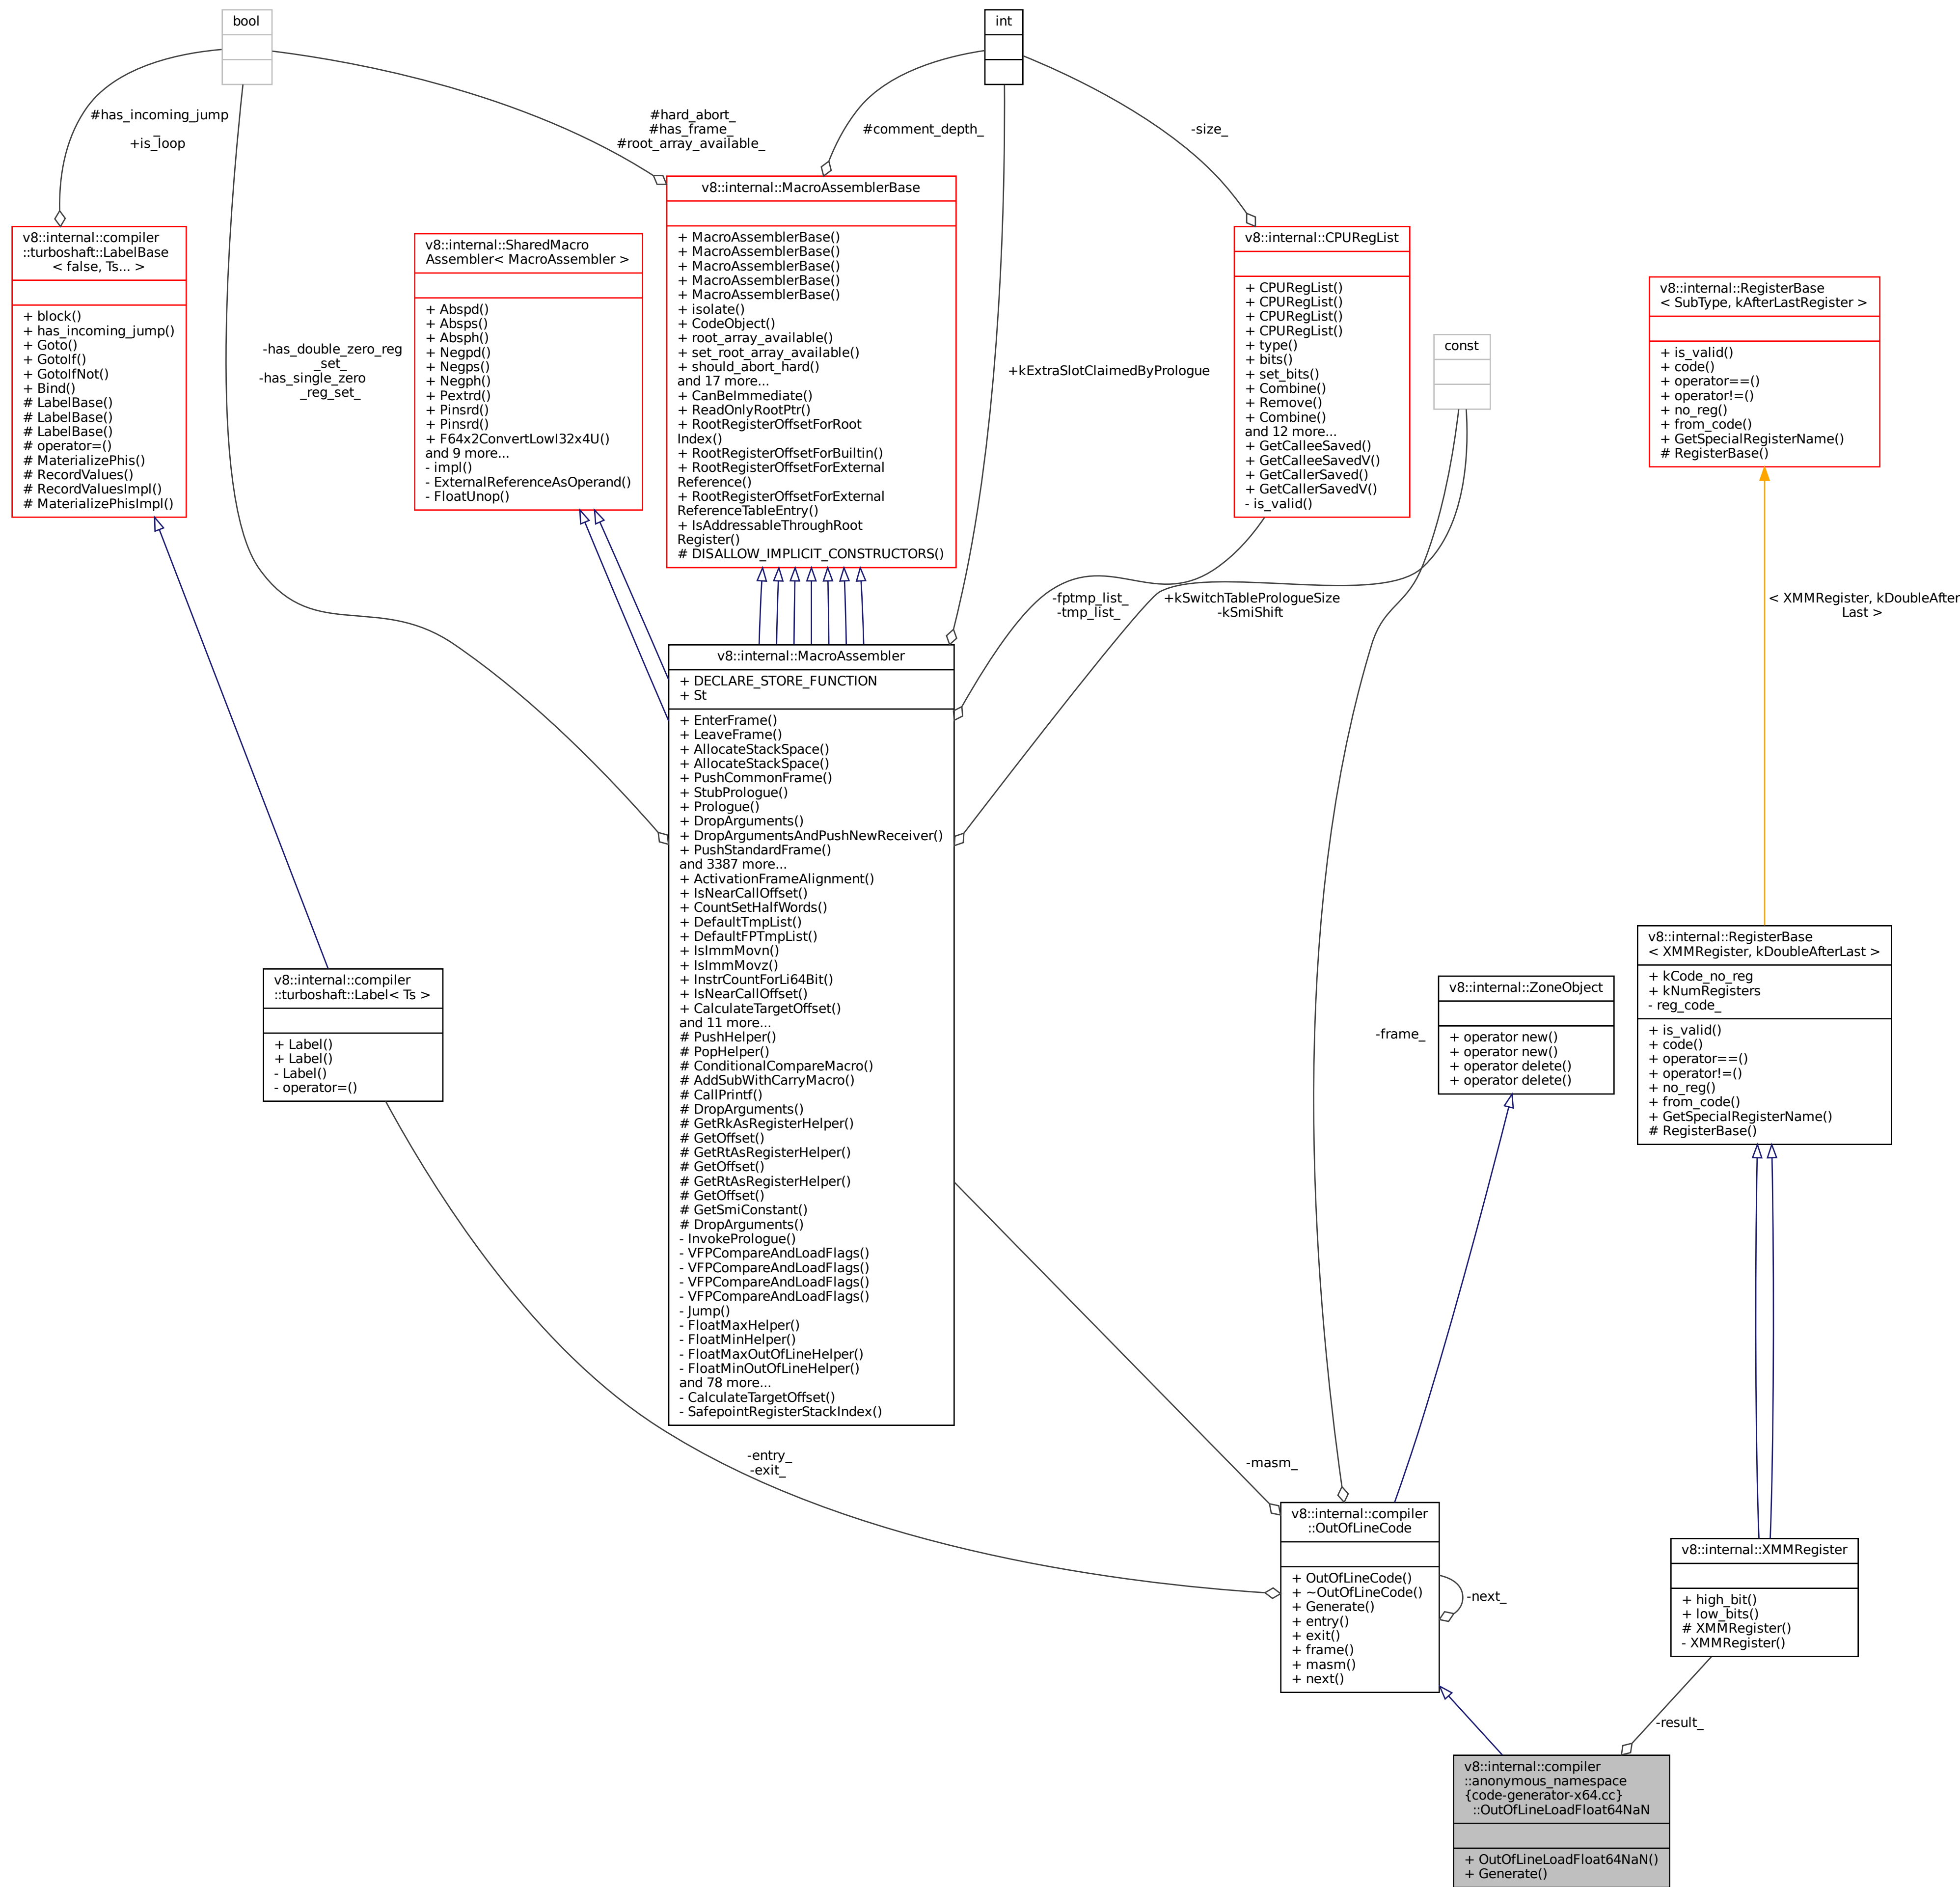 bool
int
#has_incoming_jump
_
+is_loop
#hard_abort_
#has_frame_
#root_array_available_
#comment_depth_
-size_
v8::internal::MacroAssemblerBase
+ MacroAssemblerBase()
+ MacroAssemblerBase()
+ MacroAssemblerBase()
+ MacroAssemblerBase()
+ MacroAssemblerBase()
+ isolate()
+ CodeObject()
+ root_array_available()
+ set_root_array_available()
+ should_abort_hard()
and 17 more...
+ CanBeImmediate()
+ ReadOnlyRootPtr()
+ RootRegisterOffsetForRoot
Index()
+ RootRegisterOffsetForBuiltin()
+ RootRegisterOffsetForExternal
Reference()
+ RootRegisterOffsetForExternal
ReferenceTableEntry()
+ IsAddressableThroughRoot
Register()
# DISALLOW_IMPLICIT_CONSTRUCTORS()
v8::internal::compiler
::turboshaft::LabelBase
< false, Ts... >
+ block()
+ has_incoming_jump()
+ Goto()
+ GotoIf()
+ GotoIfNot()
+ Bind()
# LabelBase()
# LabelBase()
# LabelBase()
# operator=()
# MaterializePhis()
# RecordValues()
# RecordValuesImpl()
# MaterializePhisImpl()
v8::internal::SharedMacro
Assembler< MacroAssembler >
+ Abspd()
+ Absps()
+ Absph()
+ Negpd()
+ Negps()
+ Negph()
+ Pextrd()
+ Pinsrd()
+ Pinsrd()
+ F64x2ConvertLowI32x4U()
and 9 more...
- impl()
- ExternalReferenceAsOperand()
- FloatUnop()
v8::internal::CPURegList
+ CPURegList()
+ CPURegList()
+ CPURegList()
+ CPURegList()
+ type()
+ bits()
+ set_bits()
+ Combine()
+ Remove()
+ Combine()
and 12 more...
+ GetCalleeSaved()
+ GetCalleeSavedV()
+ GetCallerSaved()
+ GetCallerSavedV()
- is_valid()
v8::internal::RegisterBase
< SubType, kAfterLastRegister >
+ is_valid()
+ code()
+ operator==()
+ operator!=()
+ no_reg()
+ from_code()
+ GetSpecialRegisterName()
# RegisterBase()
const
-has_double_zero_reg
_set_
-has_single_zero
_reg_set_
+kExtraSlotClaimedByPrologue
-fptmp_list_
-tmp_list_
+kSwitchTablePrologueSize
-kSmiShift
< XMMRegister, kDoubleAfter
Last >
v8::internal::MacroAssembler
+ DECLARE_STORE_FUNCTION
+ St
+ EnterFrame()
+ LeaveFrame()
+ AllocateStackSpace()
+ AllocateStackSpace()
+ PushCommonFrame()
+ StubPrologue()
+ Prologue()
+ DropArguments()
+ DropArgumentsAndPushNewReceiver()
+ PushStandardFrame()
and 3387 more...
+ ActivationFrameAlignment()
+ IsNearCallOffset()
+ CountSetHalfWords()
+ DefaultTmpList()
+ DefaultFPTmpList()
+ IsImmMovn()
+ IsImmMovz()
+ InstrCountForLi64Bit()
+ IsNearCallOffset()
+ CalculateTargetOffset()
and 11 more...
# PushHelper()
# PopHelper()
# ConditionalCompareMacro()
# AddSubWithCarryMacro()
# CallPrintf()
# DropArguments()
# GetRkAsRegisterHelper()
# GetOffset()
# GetRtAsRegisterHelper()
# GetOffset()
# GetRtAsRegisterHelper()
# GetOffset()
# GetSmiConstant()
# DropArguments()
- InvokePrologue()
- VFPCompareAndLoadFlags()
- VFPCompareAndLoadFlags()
- VFPCompareAndLoadFlags()
- VFPCompareAndLoadFlags()
- Jump()
- FloatMaxHelper()
- FloatMinHelper()
- FloatMaxOutOfLineHelper()
- FloatMinOutOfLineHelper()
and 78 more...
- CalculateTargetOffset()
- SafepointRegisterStackIndex()
v8::internal::compiler
::turboshaft::Label< Ts >
+ Label()
+ Label()
- Label()
- operator=()
-frame_
v8::internal::ZoneObject
+ operator new()
+ operator new()
+ operator delete()
+ operator delete()
v8::internal::RegisterBase
< XMMRegister, kDoubleAfterLast >
+ kCode_no_reg
+ kNumRegisters
- reg_code_
+ is_valid()
+ code()
+ operator==()
+ operator!=()
+ no_reg()
+ from_code()
+ GetSpecialRegisterName()
# RegisterBase()
-entry_
-exit_
-masm_
v8::internal::compiler
::OutOfLineCode
+ OutOfLineCode()
+ ~OutOfLineCode()
+ Generate()
+ entry()
+ exit()
+ frame()
+ masm()
+ next()
-next_
v8::internal::XMMRegister
+ high_bit()
+ low_bits()
# XMMRegister()
- XMMRegister()
-result_
v8::internal::compiler
::anonymous_namespace
{code-generator-x64.cc}
::OutOfLineLoadFloat64NaN
+ OutOfLineLoadFloat64NaN()
+ Generate()